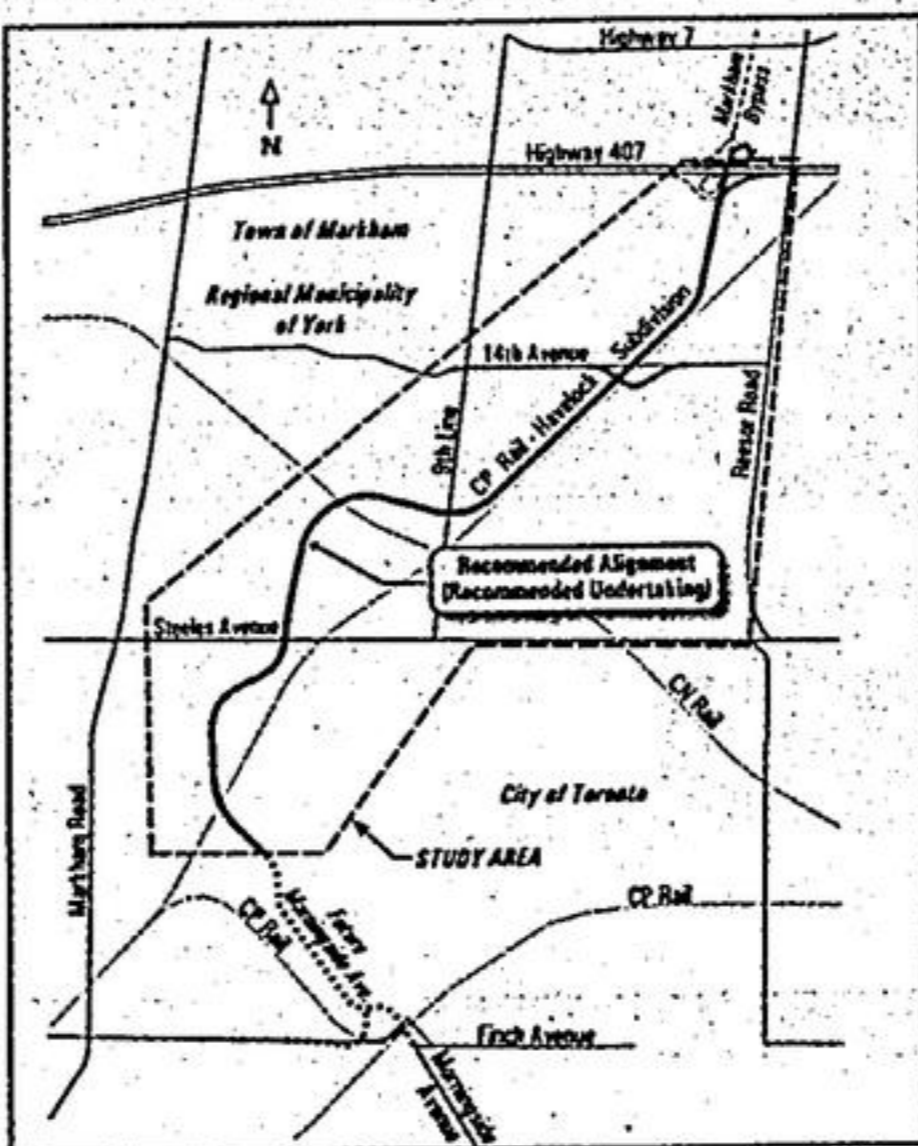 Highway 7
Markham
Bypass
N
Highway 407
Town of Markham
Regional Municipality
of York
14th Avenue
9th Line
CP Rail - Havelock Subdivision
Reesor Road
Recommended Alignment
(Recommended Undertaking)
Steeles Avenue
CN Rail
City of Toronto
Markham Road
STUDY AREA
CP Rail
Future
Morningside Ave.
CP Rail
Finch Avenue
Morningside
Avenue